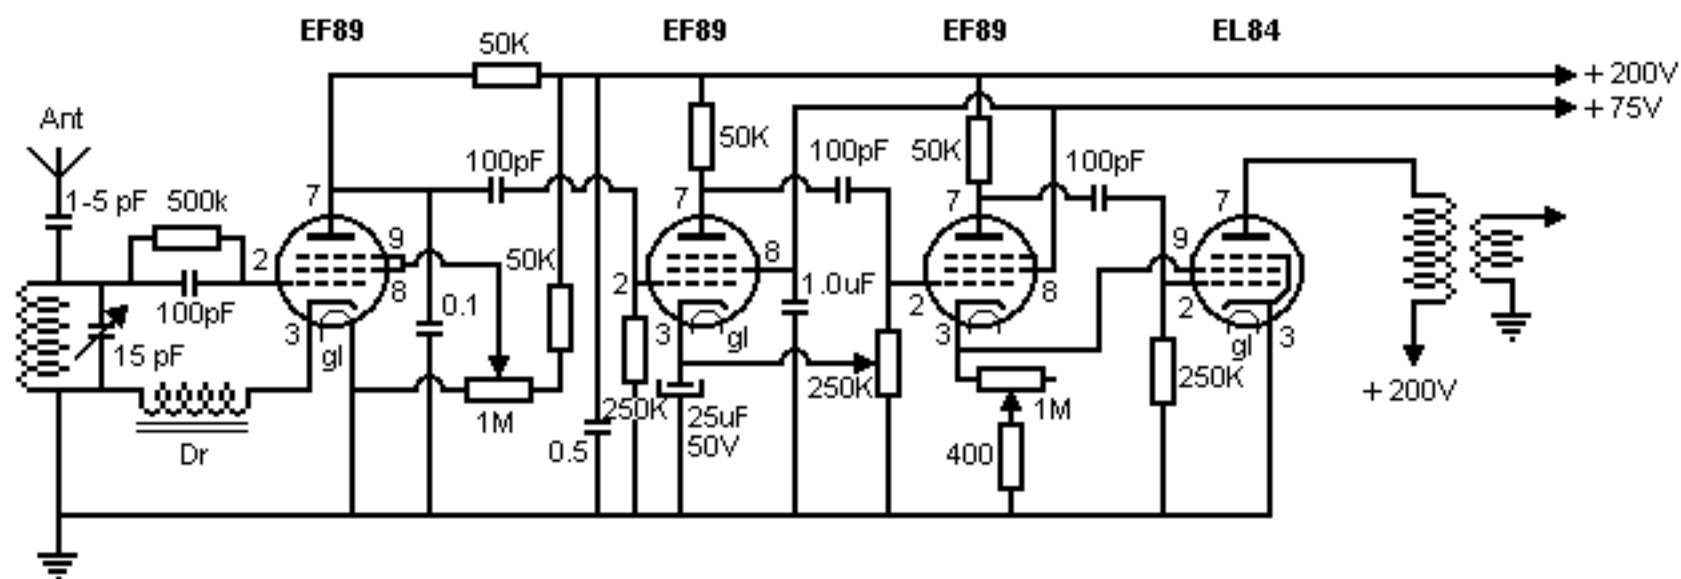 EF89 EF89 EF89 EL84
50K
+ 200V
+ 75V
Ant
50K
100pF
100pF
50K
100pF
1-5 pF
500k
7
7
7
7
9
2
8
50K
8
9
2
8
2
2
100pF
0.1
1.0uF
15 pF
3
gl
3
gl
3
gl
gl
3
Dr
1M
250K
0.5
25uF
50V
250K
1M
400
250K
+ 200V